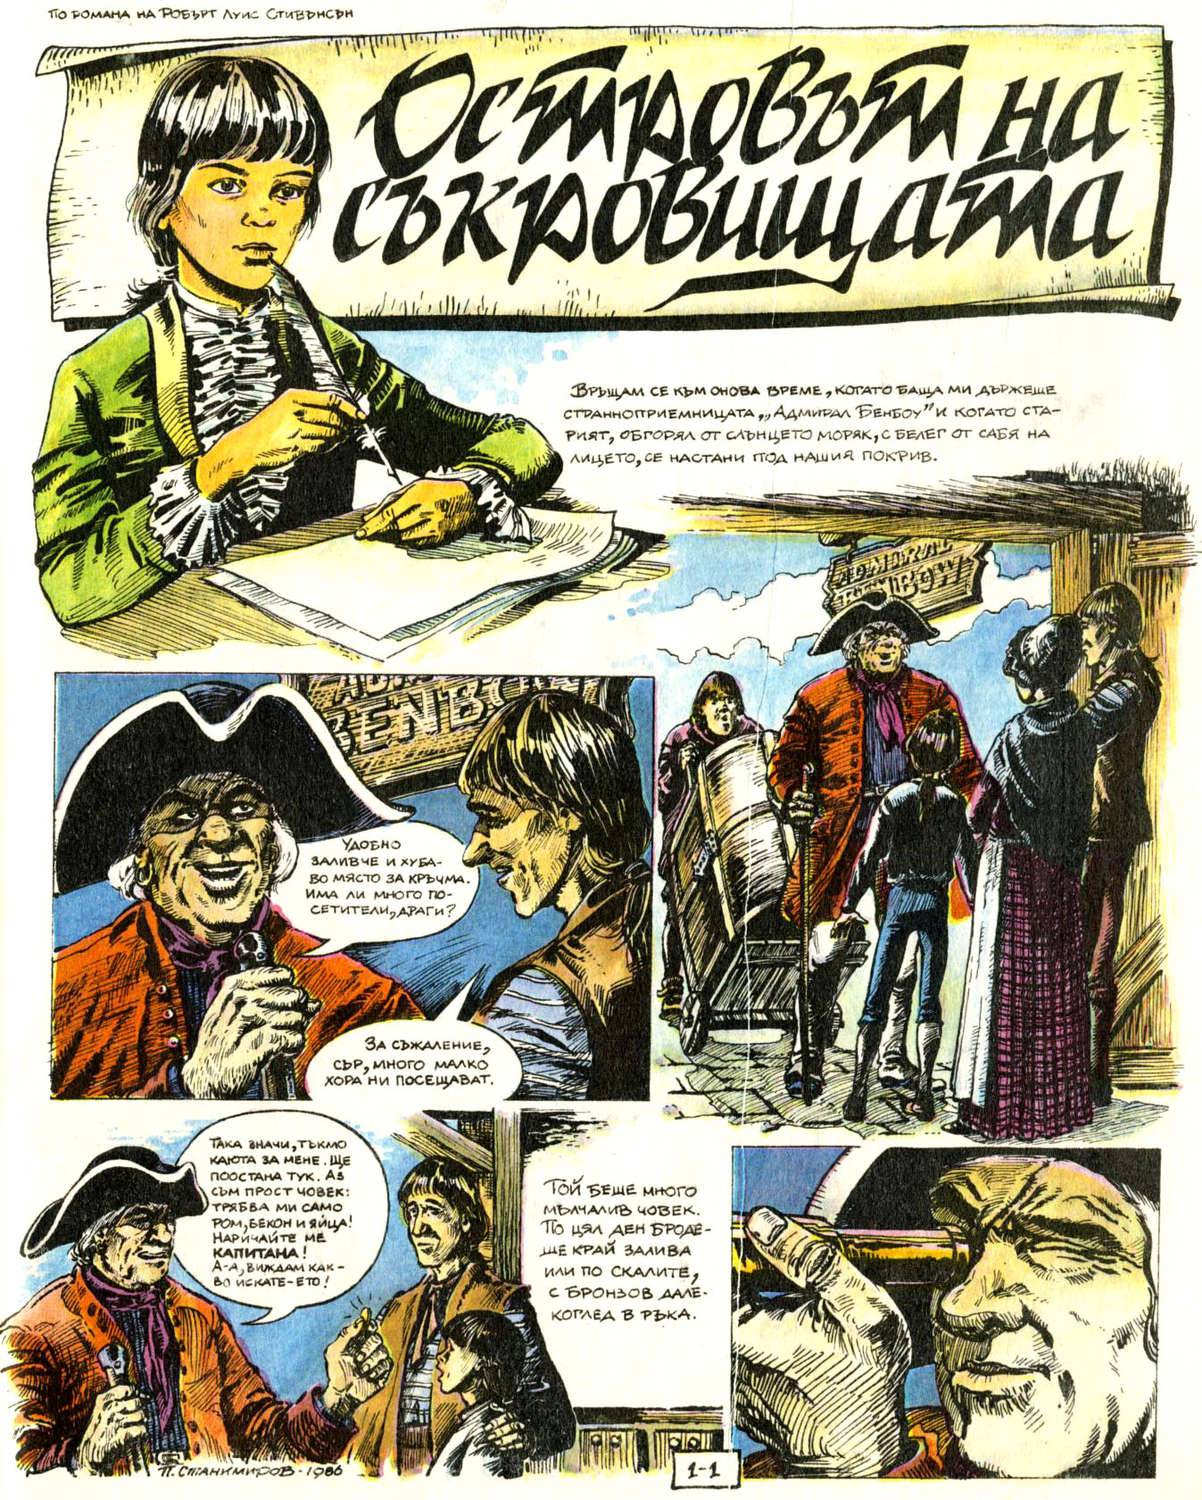 По романа на Робърт Луис Стивънсън
Островът на
съкровищата
Връщам се към онова време, когато баща ми държеше
странноприемницата „Адмирал Бенбоу” и когато ста-
рият, обгорял от слънцето моряк, с белег от сабя на
лицето, се настани под нашия покрив.
ADMIRAL
BENBOW
BENBOW
Удобно
заливче и хуба-
во място за кръчма.
Има ли много по-
сетители, драги?
За съжаление,
сър, много малко
хора ни посещават.
Така значи, тъкмо
каюта за мене. Ще
поостана тук. Аз
съм прост човек:
трябва ми само
ром, бекон и яйца!
Наричайте ме
КАПИТАНА!
А-а, виждам как-
во искате-ето!
Той беше много
мълчалив човек.
По цял ден броде-
ше край залива
или по скалите,
с бронзов дале-
коглед в ръка.
П. Станимиров - 1986
1-1